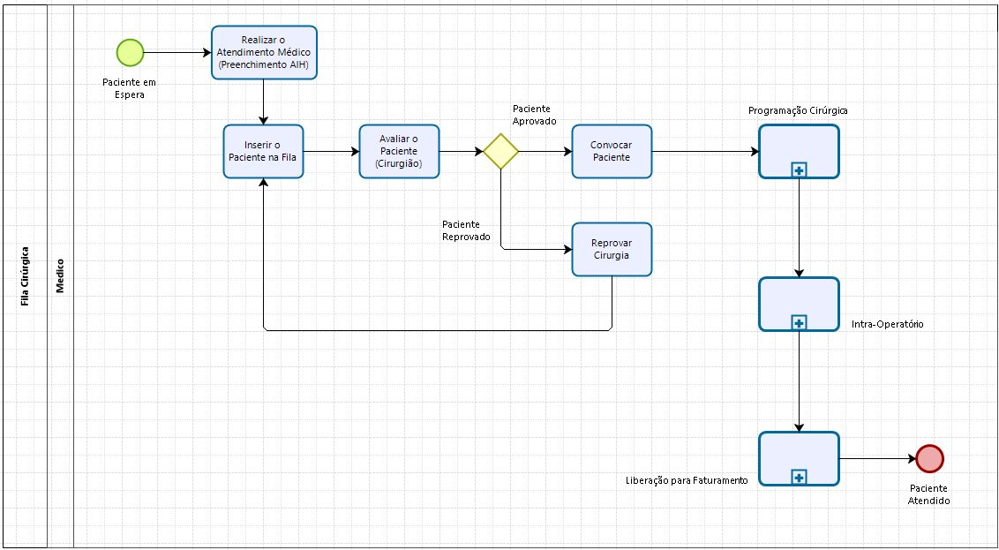 Fila Cirúrgica
Medico
Paciente em
Espera
Realizar o
Atendimento Médico
(Preenchimento AIH)
Inserir o
Paciente na Fila
Avaliar o
Paciente
(Cirurgião)
Paciente
Aprovado
Convocar
Paciente
Programação Cirúrgica
Paciente
Reprovado
Reprovar
Cirurgia
Intra-Operatório
Liberação para Faturamento
Paciente
Atendido